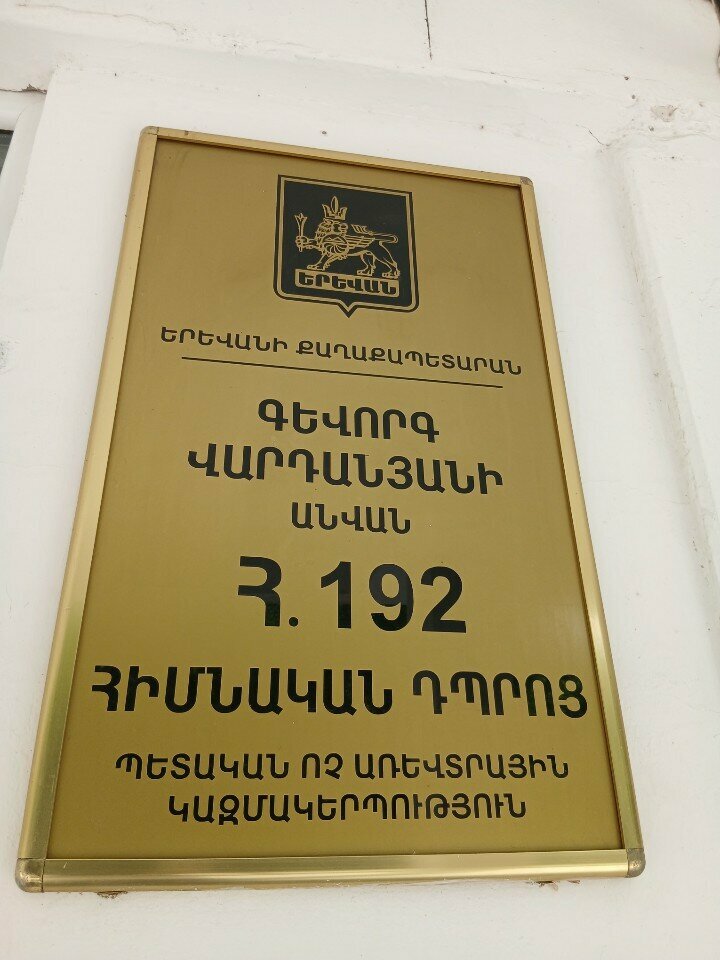 ԵՐԵՎԱՆ
ԵՐԵՎԱՆԻ ՔԱՂԱՔԱՊԵՏԱՐԱՆ
ԳԵՎՈՐԳ
ՎԱՐԴԱՆՅԱՆԻ
ԱՆՎԱՆ
Հ. 192
ՀԻՄՆԱԿԱՆ ԴՊՐՈՑ
ՊԵՏԱԿԱՆ ՈՉ ԱՌԵՎՏՐԱՅԻՆ
ԿԱԶՄԱԿԵՐՊՈՒԹՅՈՒՆ